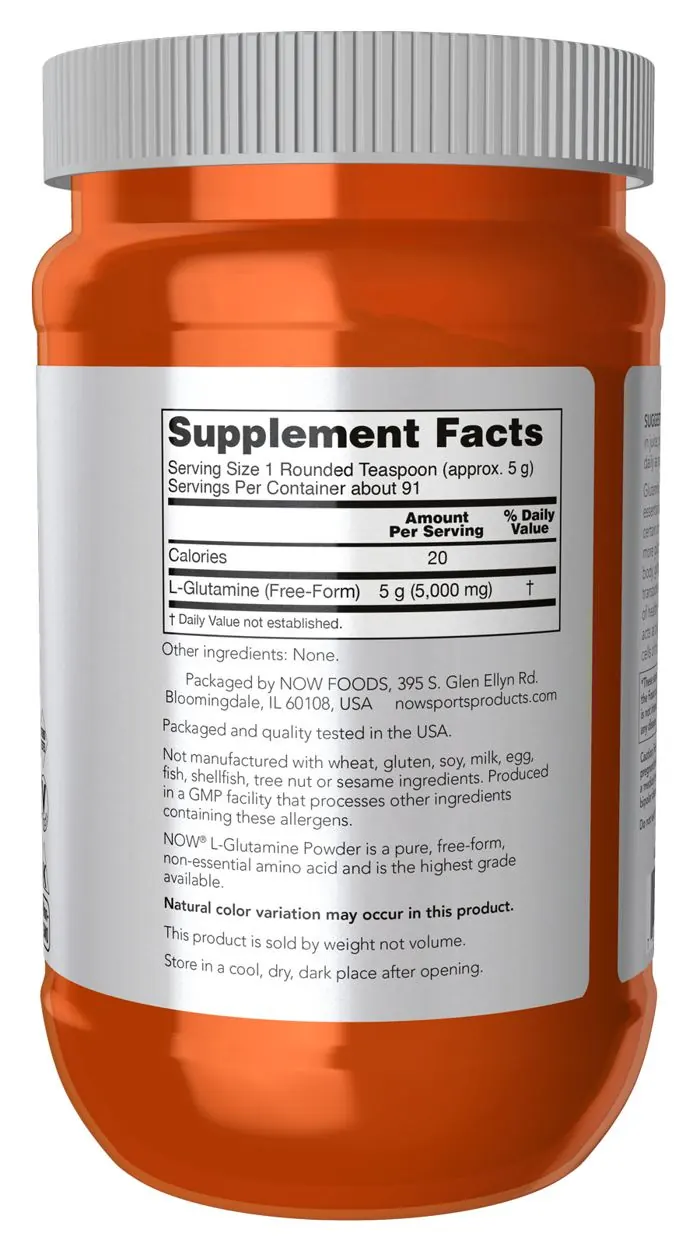 Supplement Facts
Serving Size 1 Rounded Teaspoon (approx. 5 g)
Servings Per Container about 91
Amount Per Serving % Daily Value
Calories 20
L-Glutamine (Free-Form) 5 g (5,000 mg) †
† Daily Value not established.
Other ingredients: None.
Packaged by NOW FOODS, 395 S. Glen Ellyn Rd.
Bloomingdale, IL 60108, USA nowsportsproducts.com
Packaged and quality tested in the USA.
Not manufactured with wheat, gluten, soy, milk, egg,
fish, shellfish, tree nut or sesame ingredients. Produced
in a GMP facility that processes other ingredients
containing these allergens.
NOW® L-Glutamine Powder is a pure, free-form,
non-essential amino acid and is the highest grade
available.
Natural color variation may occur in this product.
This product is sold by weight not volume.
Store in a cool, dry, dark place after opening.